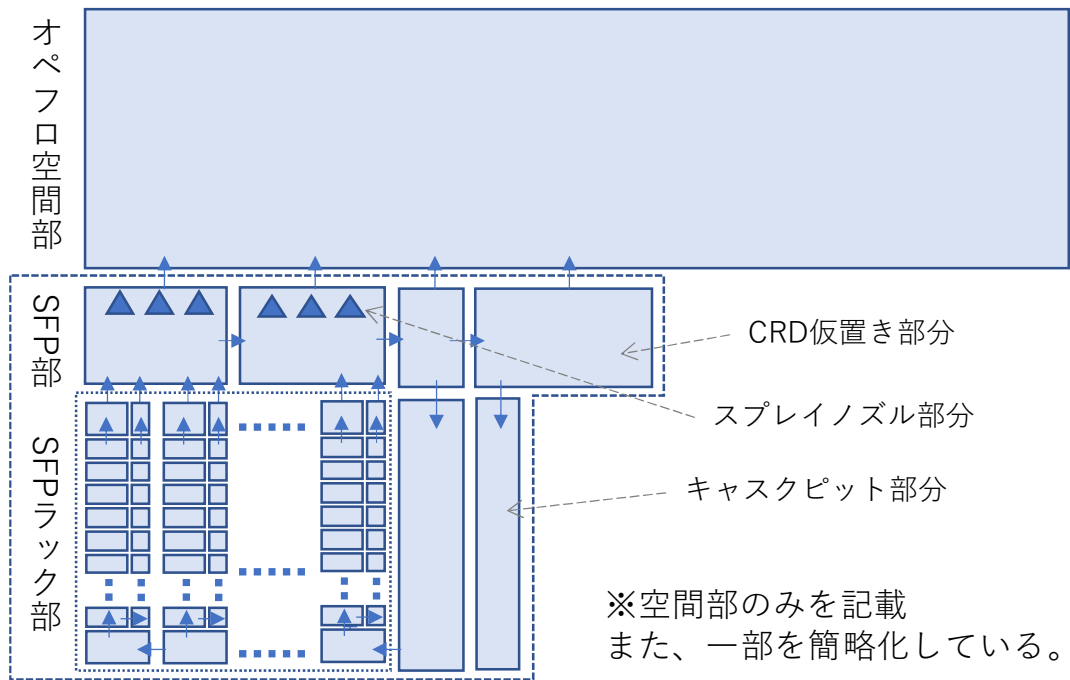 オペフロ空間部
SFP部
SFPラック部
CRD仮置き部分
スプレイノズル部分
キャスクピット部分
※空間部のみを記載
また、一部を簡略化している。